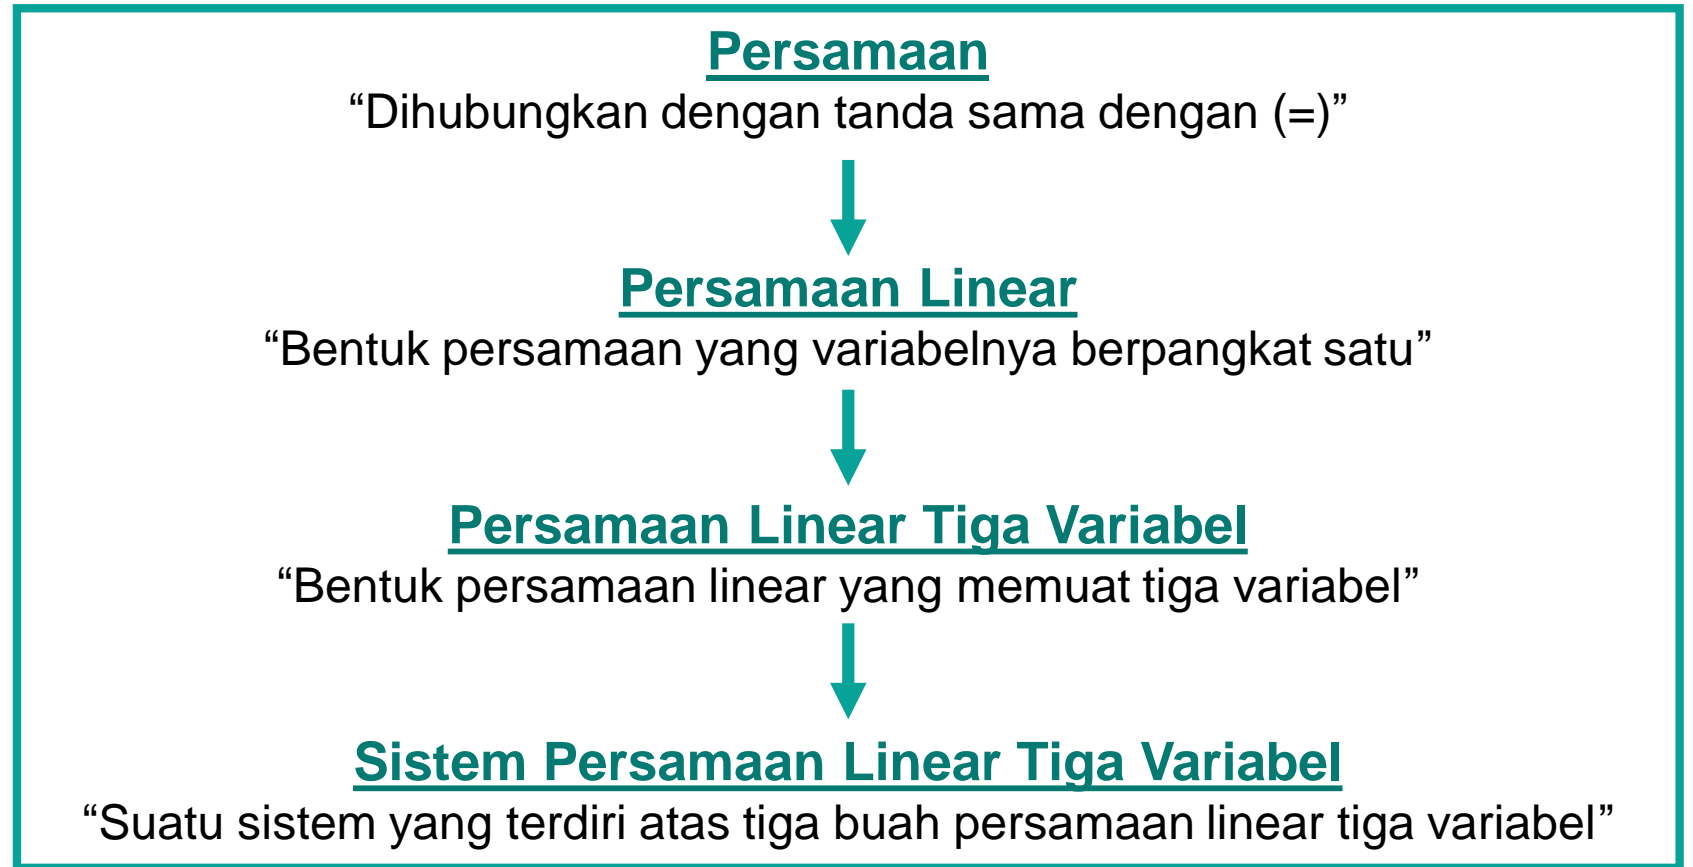 Persamaan
“Dihubungkan dengan tanda sama dengan (=)”
Persamaan Linear
“Bentuk persamaan yang variabelnya berpangkat satu”
Persamaan Linear Tiga Variabel
“Bentuk persamaan linear yang memuat tiga variabel”
Sistem Persamaan Linear Tiga Variabel
“Suatu sistem yang terdiri atas tiga buah persamaan linear tiga variabel”